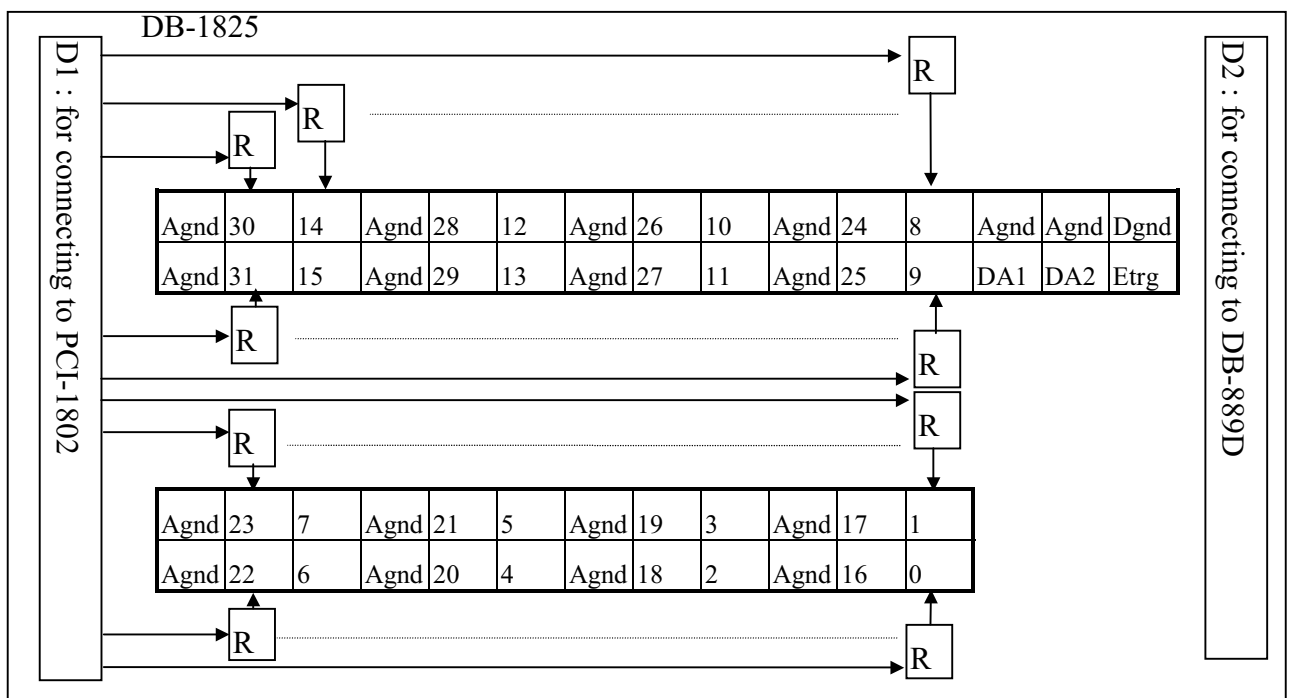 DB-1825
D1 : for connecting to PCI-1802
D2 : for connecting to DB-889D
R
R
R
Agnd 30 14 Agnd 28 12 Agnd 26 10 Agnd 24 8 Agnd Agnd Dgnd
Agnd 31 15 Agnd 29 13 Agnd 27 11 Agnd 25 9 DA1 DA2 Etrg
R
R
R
R
Agnd 23 7 Agnd 21 5 Agnd 19 3 Agnd 17 1
Agnd 22 6 Agnd 20 4 Agnd 18 2 Agnd 16 0
R
R